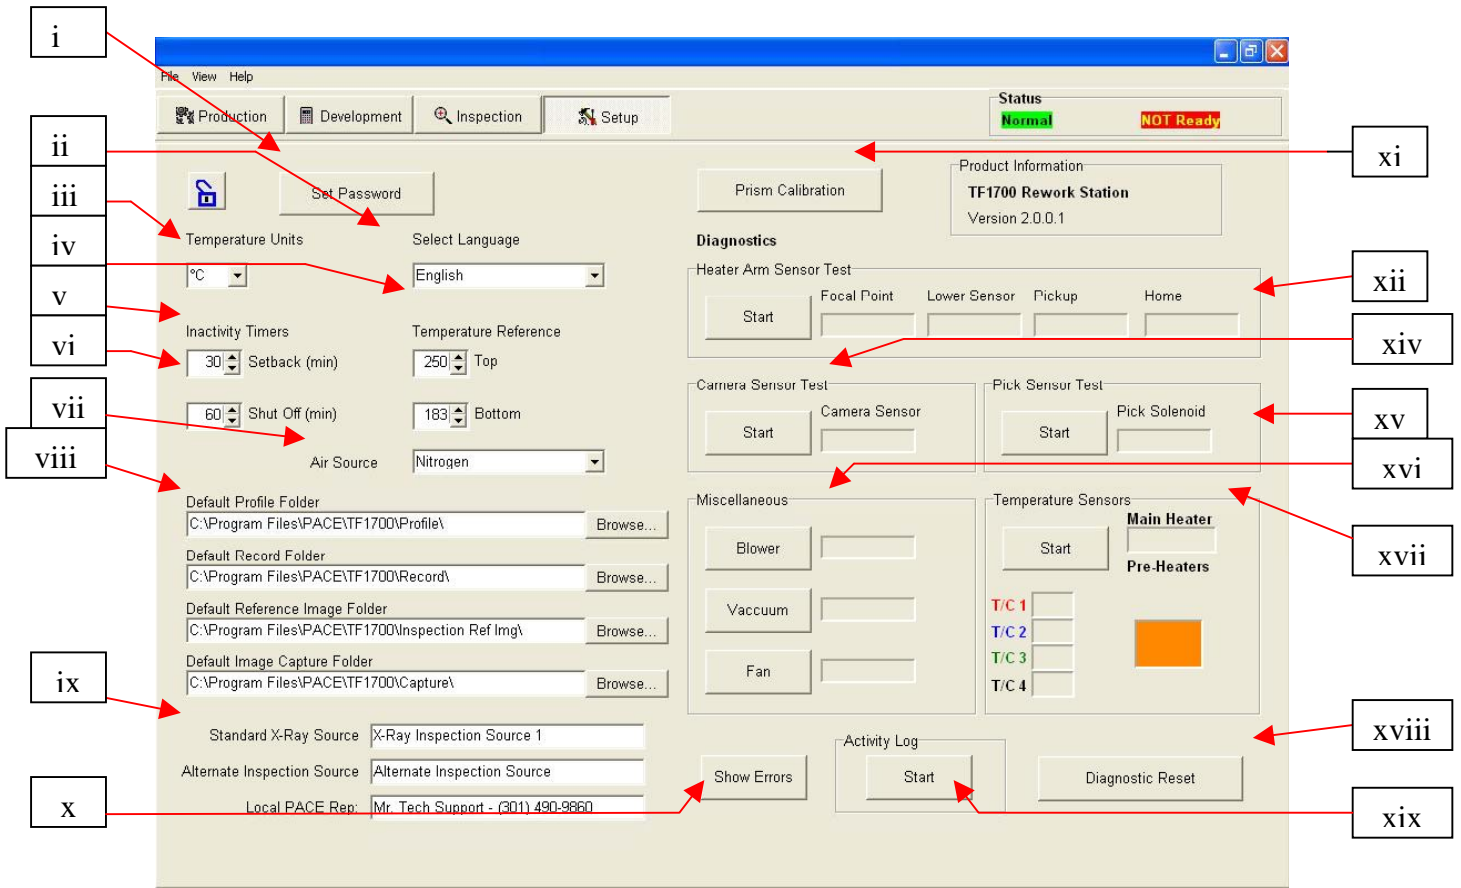 i
ii
iii
iv
v
vi
vii
viii
ix
x
File View Help
Production Development Inspection Setup
Status
Normal NOT Ready
Set Password
Prism Calibration
Product Information
TF1700 Rework Station
Version 2.0.0.1
Temperature Units Select Language
°C English
Diagnostics
Heater Arm Sensor Test
Start
Focal Point Lower Sensor Pickup Home
Inactivity Timers Temperature Reference
30 Setback (min) 250 Top
60 Shut Off (min) 183 Bottom
Air Source Nitrogen
Camera Sensor Test
Start Camera Sensor
Pick Sensor Test
Start Pick Solenoid
Default Profile Folder
C:\Program Files\PACE\TF1700\Profile\ Browse...
Default Record Folder
C:\Program Files\PACE\TF1700\Record\ Browse...
Default Reference Image Folder
C:\Program Files\PACE\TF1700\Inspection Ref Img\ Browse...
Default Image Capture Folder
C:\Program Files\PACE\TF1700\Capture\ Browse...
Miscellaneous
Blower
Vaccuum
Fan
Temperature Sensors
Start
Main Heater
Pre-Heaters
T/C 1
T/C 2
T/C 3
T/C 4
Standard X-Ray Source X-Ray Inspection Source 1
Alternate Inspection Source Alternate Inspection Source
Local PACE Rep: Mr. Tech Support - (301) 490-9860
Show Errors
Activity Log
Start
Diagnostic Reset
xi
xii
xiv
xv
xvi
xvii
xviii
xix